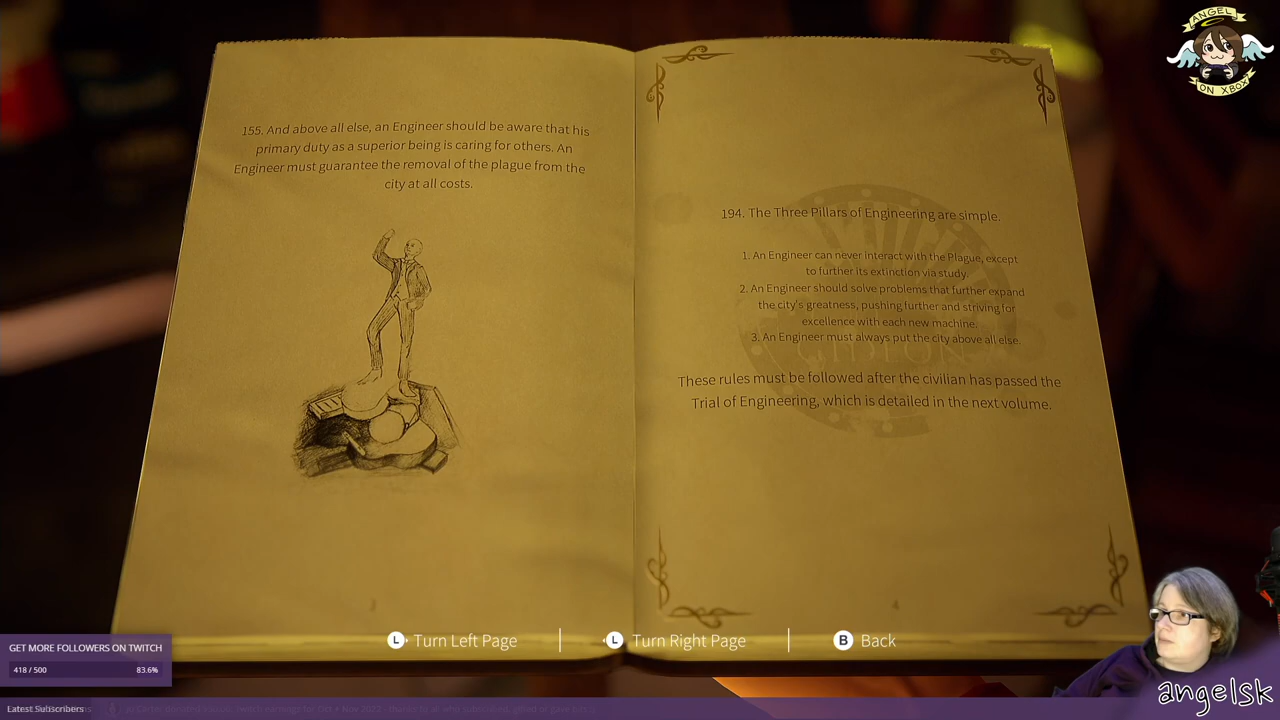 ANGEL
ON XBOX
155. And above all else, an Engineer should be aware that his
primary duty as a superior being is caring for others. An
Engineer must guarantee the removal of the plague from the
city at all costs.
194. The Three Pillars of Engineering are simple.
1. An Engineer can never interact with the Plague, except
to further its extinction via study.
2. An Engineer should solve problems that further expand
the city's greatness, pushing further and striving for
excellence with each new machine.
3. An Engineer must always put the city above all else.
GIDEON
These rules must be followed after the civilian has passed the
Trial of Engineering, which is detailed in the next volume.
4
L Turn Left Page
L Turn Right Page
B Back
GET MORE FOLLOWERS ON TWITCH
418 / 500
83.6%
Latest Subscribers
angelsk